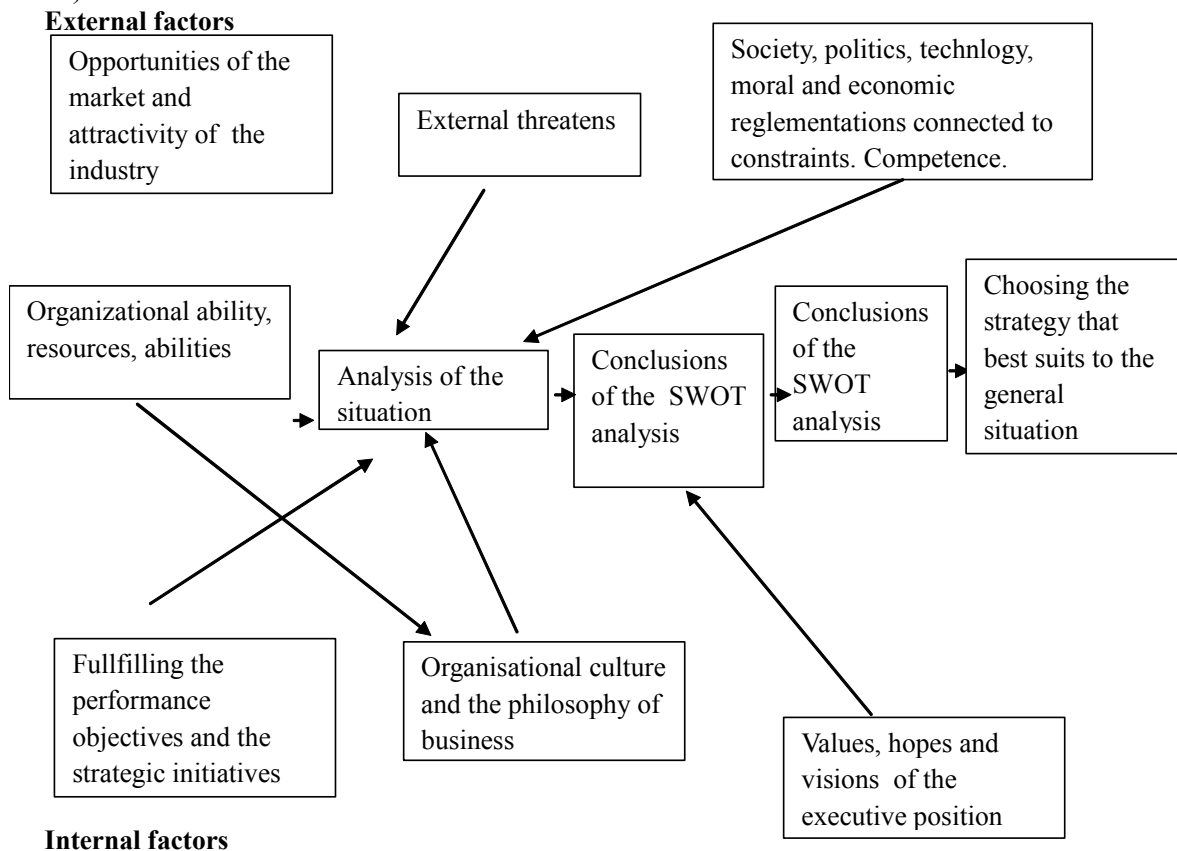 )
External factors
Opportunities of the
market and
attractivity of the
industry
External threatens
Society, politics, technlogy,
moral and economic
reglementations connected to
constraints. Competence.
Organizational ability,
resources, abilities
Analysis of the
situation
Conclusions
of the SWOT
analysis
Conclusions
of the
SWOT
analysis
Choosing the
strategy that
best suits to the
general
situation
Fullfilling the
performance
objectives and the
strategic initiatives
Organisational culture
and the philosophy of
business
Values, hopes and
visions of the
executive position
Internal factors